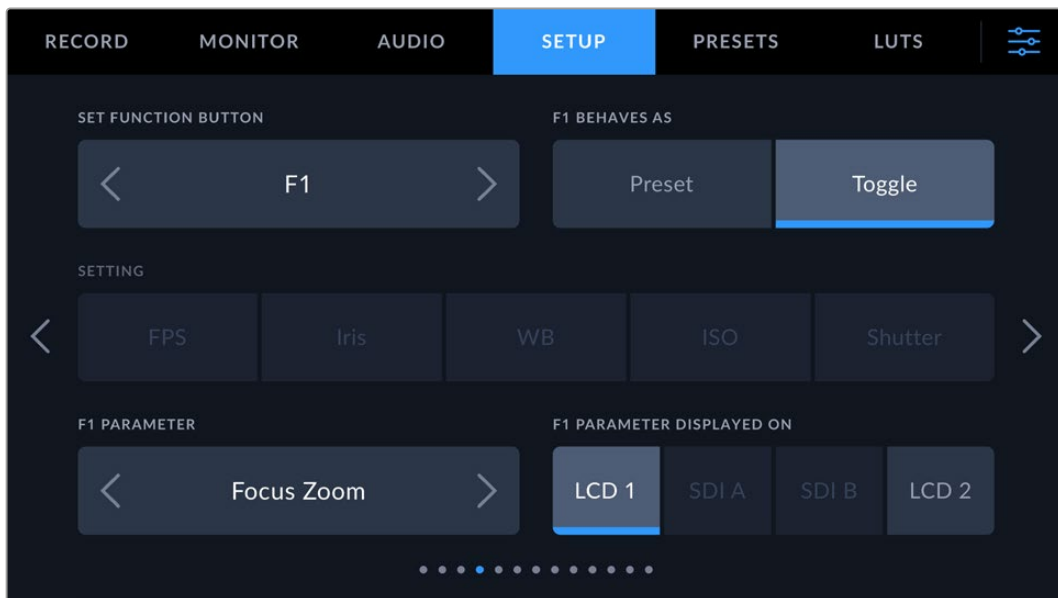 RECORD MONITOR AUDIO SETUP PRESETS LUTS
SET FUNCTION BUTTON F1 BEHAVES AS
F1 Preset Toggle
SETTING
FPS Iris WB ISO Shutter
F1 PARAMETER F1 PARAMETER DISPLAYED ON
Focus Zoom LCD 1 SDI A SDI B LCD 2